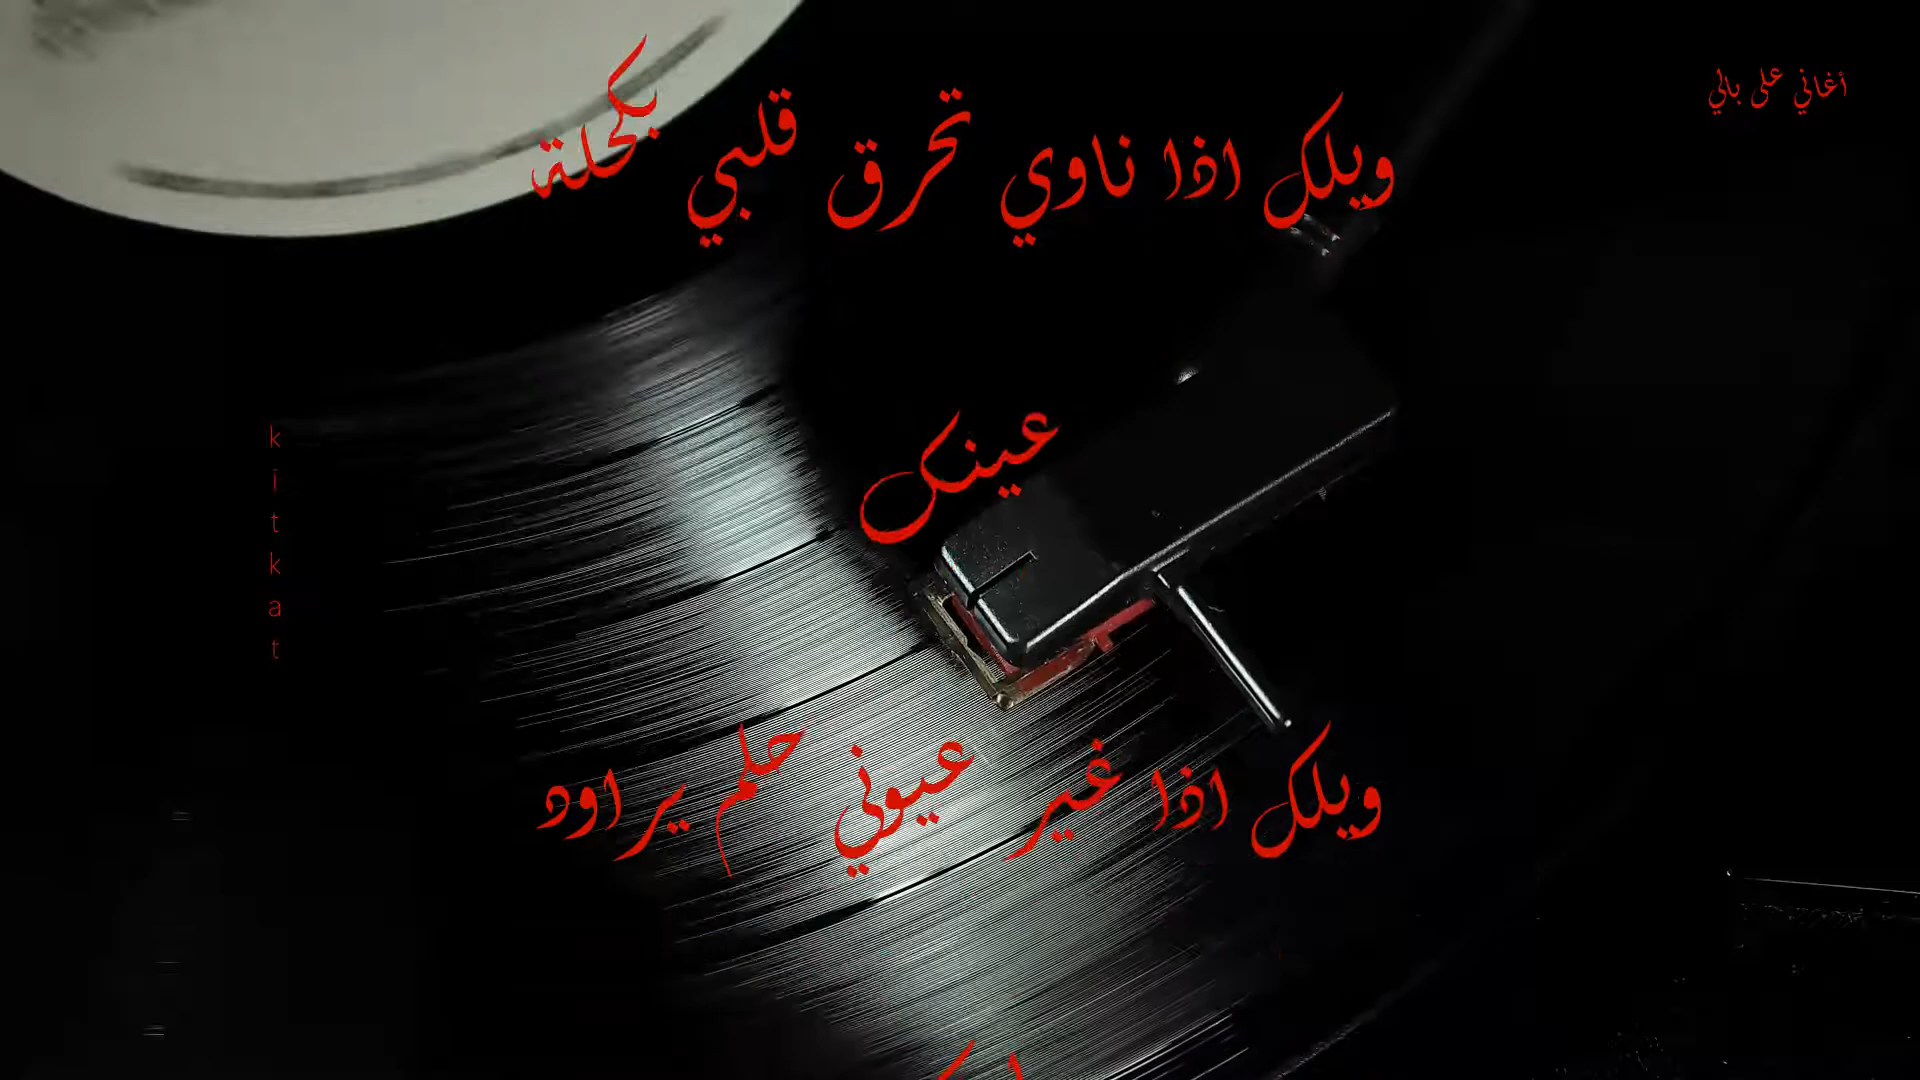 أغاني على بالي
ويلك اذا ناوي تحرق قلبي بكحلة
عينك
kitkat
ويلك اذا غير عيوني حلم يراود